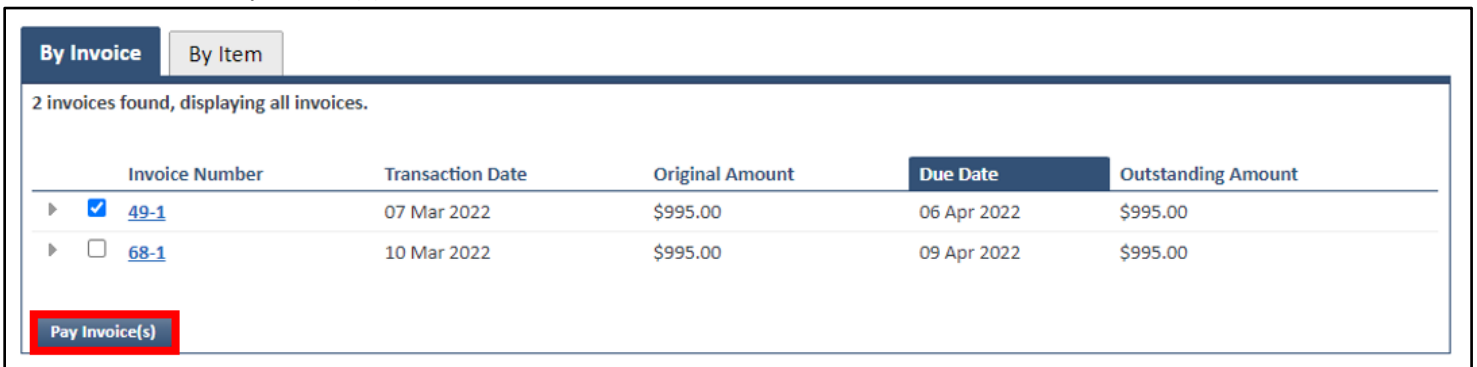 By Invoice By Item
2 invoices found, displaying all invoices.
Invoice Number Transaction Date Original Amount Due Date Outstanding Amount
49-1 07 Mar 2022 $995.00 06 Apr 2022 $995.00
68-1 10 Mar 2022 $995.00 09 Apr 2022 $995.00
Pay Invoice(s)